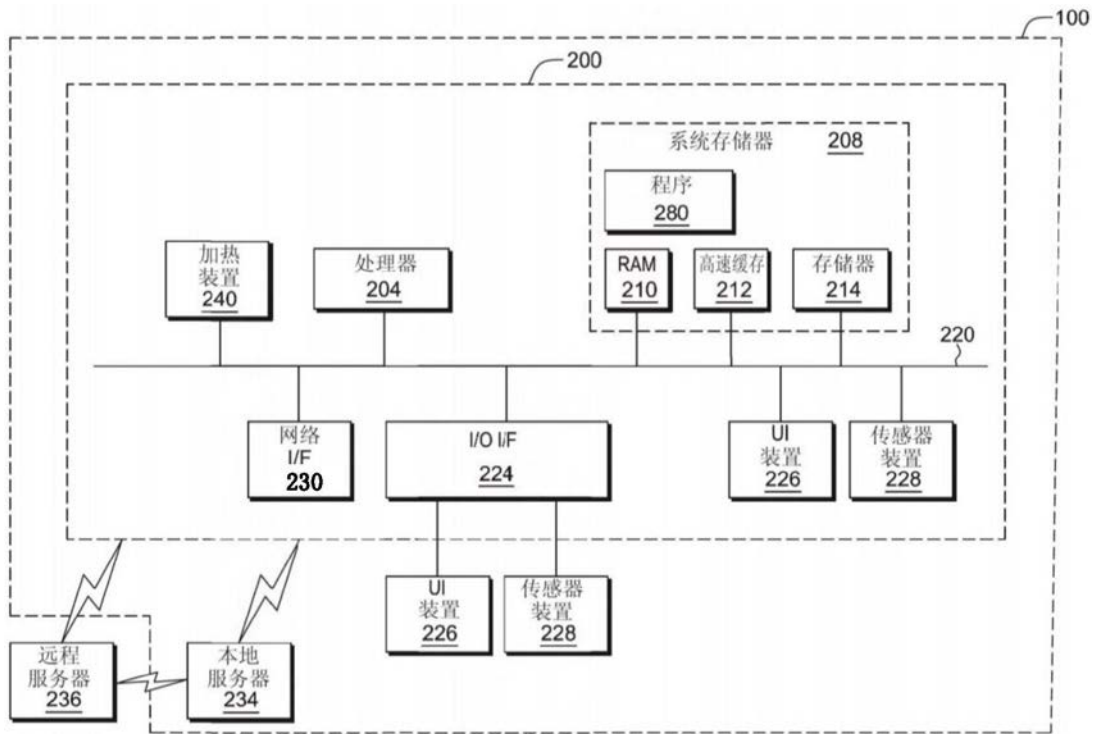 100
200
系统存储器 208
程序
280
加热
装置
240
处理器
204
RAM
210
高速缓存
212
存储器
214
220
网络
I/F
230
I/O I/F
224
UI
装置
226
传感器
装置
228
UI
装置
226
传感器
装置
228
远程
服务器
236
本地
服务器
234